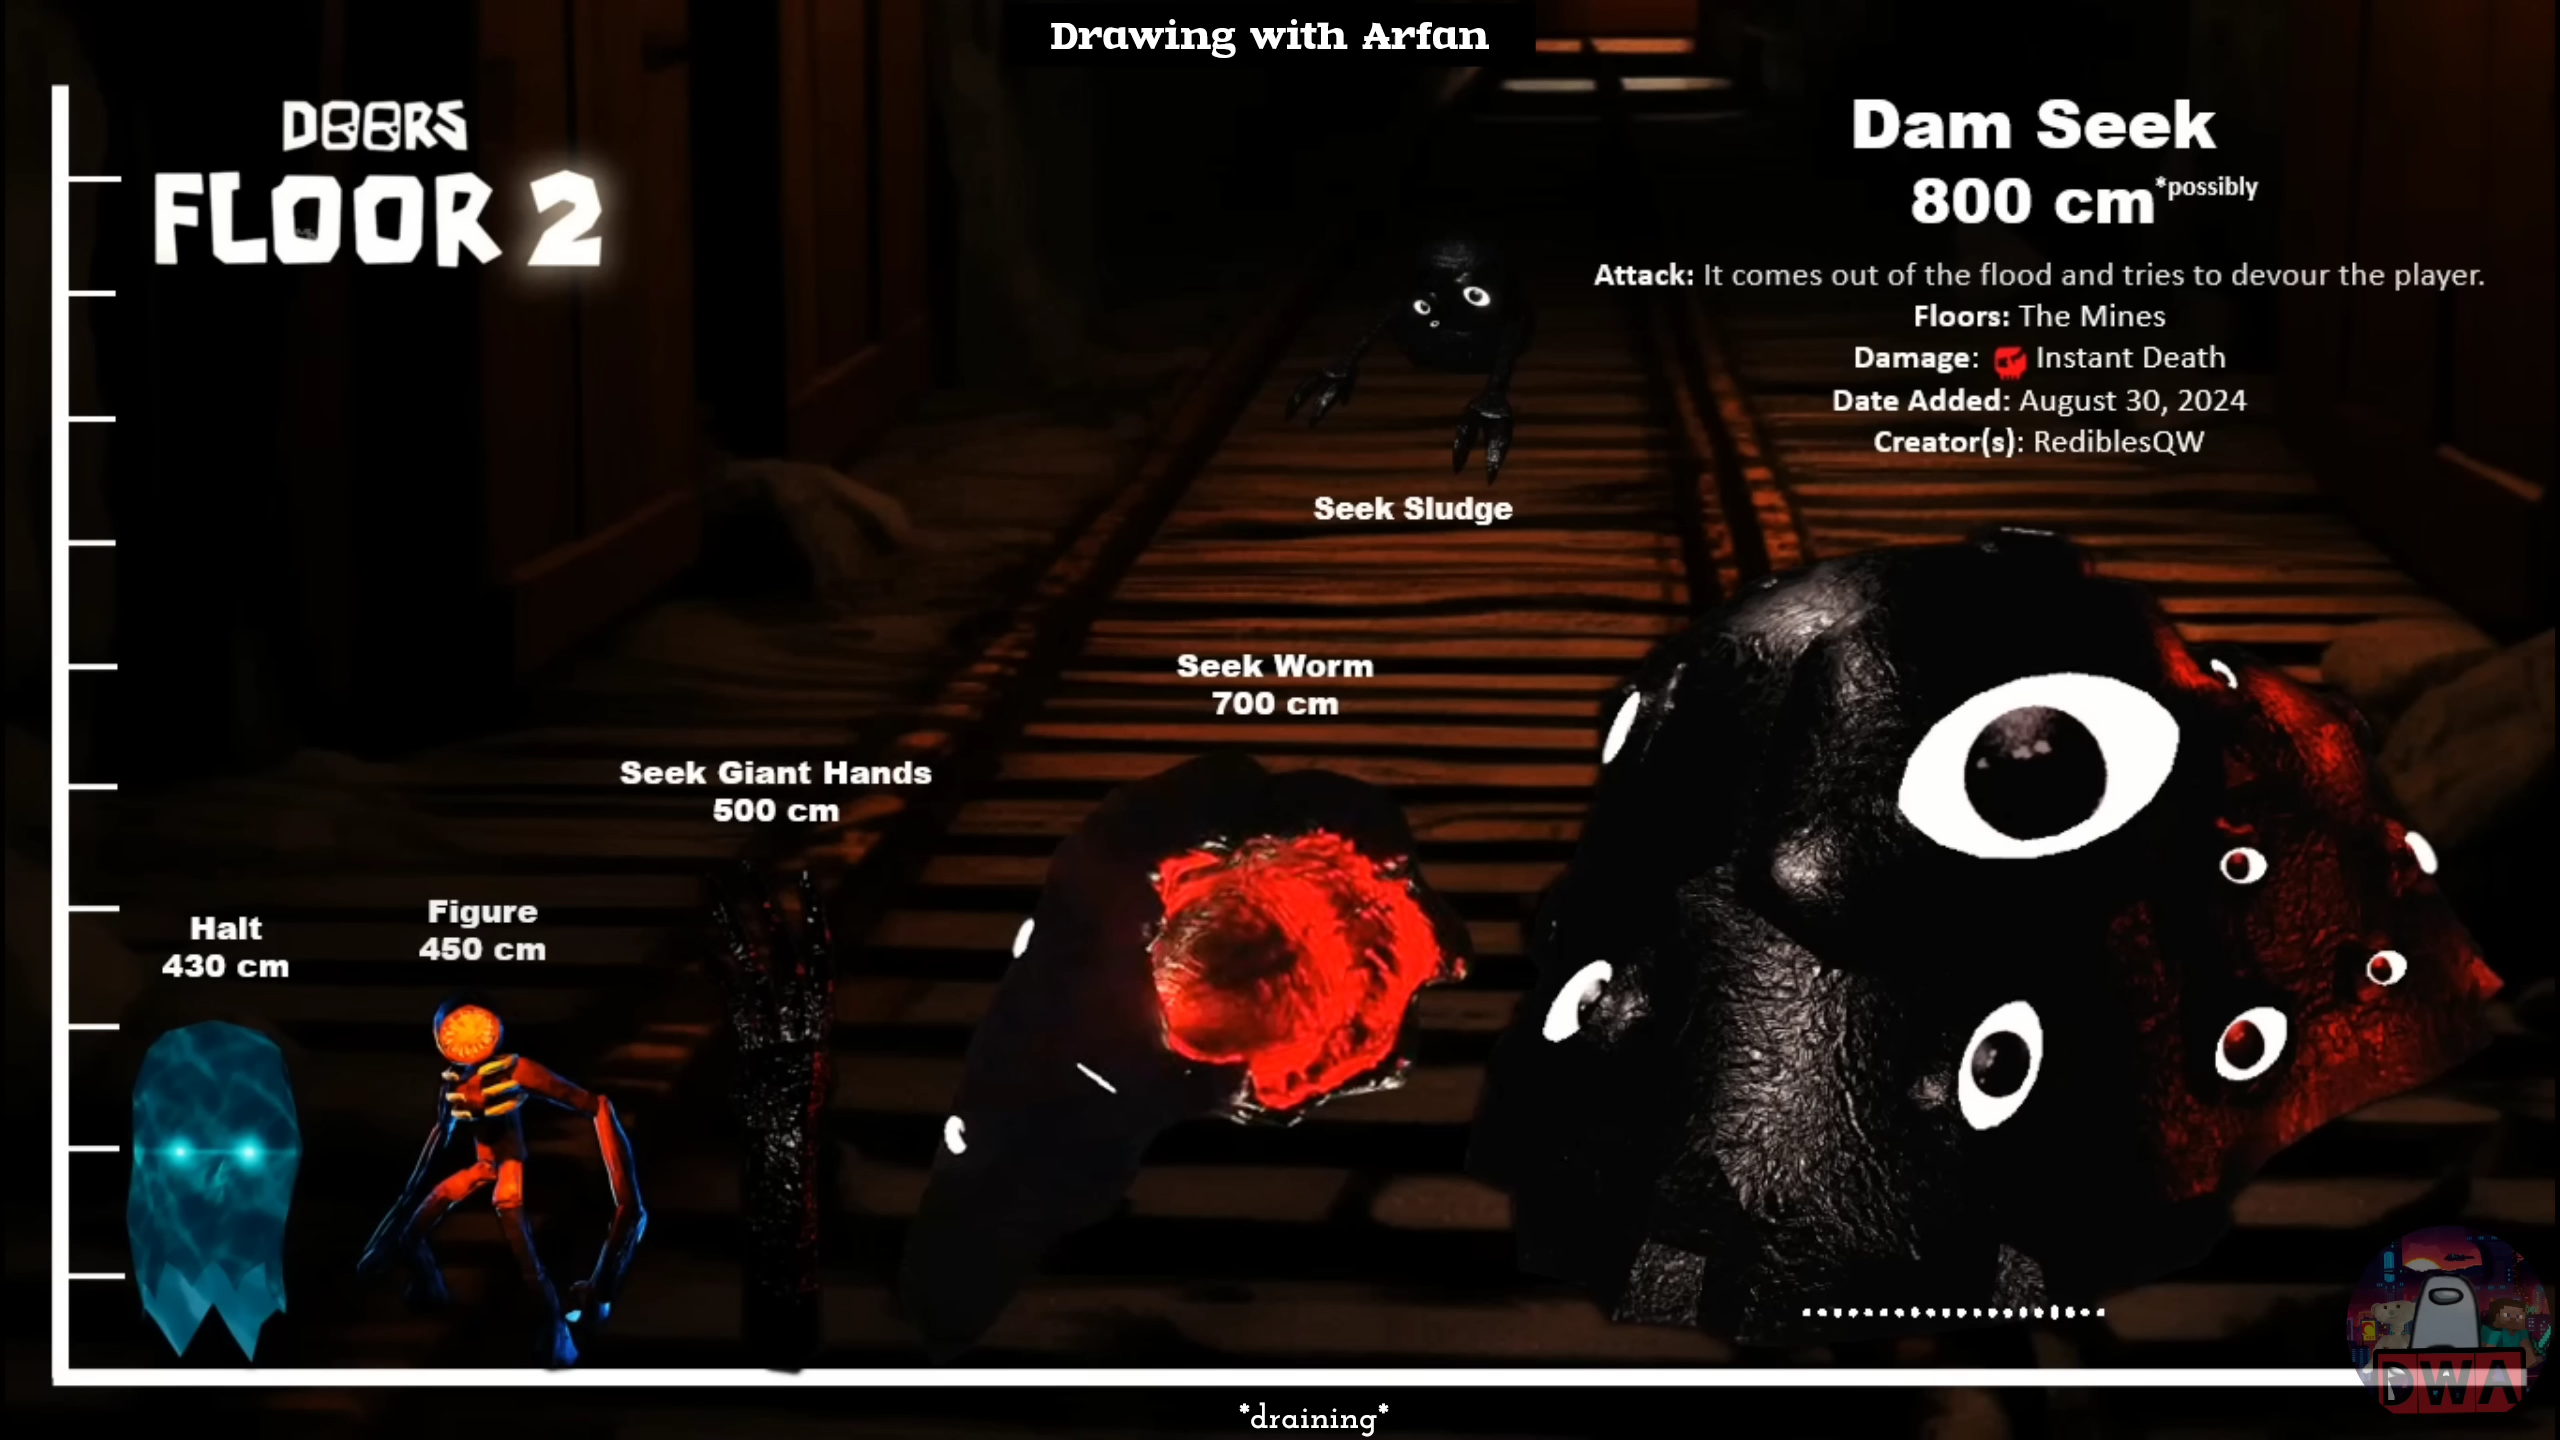 Drawing with Arfan
DOORS
FLOOR 2
Dam Seek
800 cm*possibly
Attack: It comes out of the flood and tries to devour the player.
Floors: The Mines
Damage: Instant Death
Date Added: August 30, 2024
Creator(s): RediblesQW
Seek Sludge
Seek Worm
700 cm
Seek Giant Hands
500 cm
Figure
450 cm
Halt
430 cm
DWA
*draining*